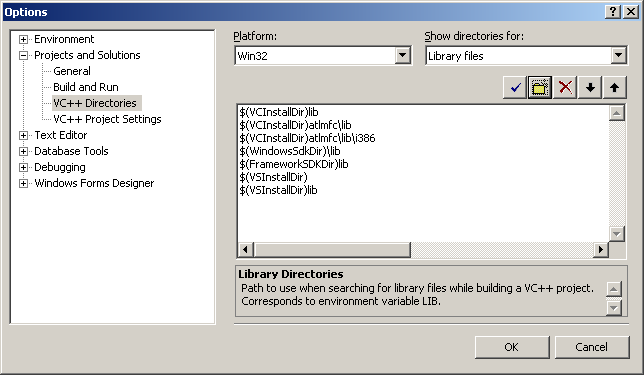 Options
Environment
Projects and Solutions
General
Build and Run
VC++ Directories
VC++ Project Settings
Text Editor
Database Tools
Debugging
Windows Forms Designer
Platform:
Show directories for:
Win32
Library files
$(VCInstallDir)lib
$(VCInstallDir)atlmfc\lib
$(VCInstallDir)atlmfc\lib\i386
$(WindowsSdkDir)\lib
$(FrameworkSDKDir)lib
$(VSInstallDir)
$(VSInstallDir)lib
Library Directories
Path to use when searching for library files while building a VC++ project.
Corresponds to environment variable LIB.
OK
Cancel